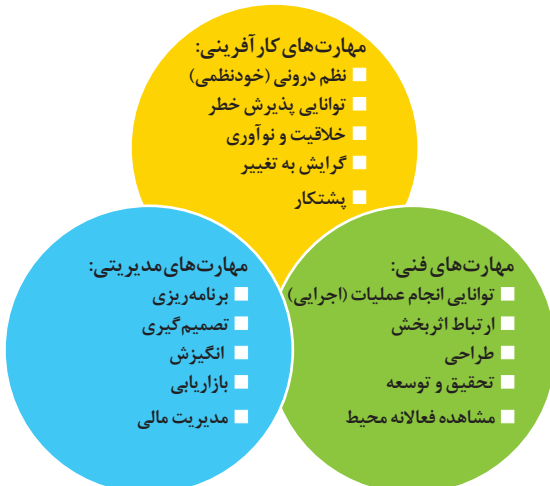 مهارت‌های کارآفرینی:
نظم درونی (خودنظمی)
توانایی پذیرش خطر
خلاقیت و نوآوری
گرایش به تغییر
پشتکار
مهارت‌های فنی:
توانایی انجام عملیات (اجرایی)
ارتباط اثربخش
طراحی
تحقیق و توسعه
مشاهده فعالانه محیط
مهارت‌های مدیریتی:
برنامه‌ریزی
تصمیم‌گیری
انگیزش
بازاریابی
مدیریت مالی